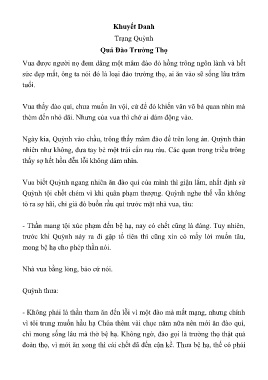 Khuyết Danh
Trạng Quỳnh
Quả Đào Trường Thọ
Vua được người nọ đem dâng một mâm đào đỏ hồng trông ngon lành và hết
sức đẹp mắt, ông ta nói đó là loại đào trường thọ, ai ăn vào sẽ sống lâu trăm
tuổi.
Vua thấy đào quí, chưa muốn ăn vội, cứ để đó khiến văn võ bá quan nhìn mà
thèm đến nhỏ dãi. Nhưng của vua thì chớ ai dám động vào.
Ngày kia, Quỳnh vào chầu, trông thấy mâm đào để trên long án. Quỳnh thản
nhiên như không, đưa tay bẻ một trái cắn rau ráu. Các quan trong triều trông
thấy sợ hết hồn đến lỗi không dám nhìn.
Vua biết Quỳnh ngang nhiên ăn đào quí của mình thì giận lắm, nhất định sử
Quỳnh tội chết chém vì khi quân phạm thượng. Quỳnh nghe thế vẫn không
tỏ ra sợ hãi, chỉ giả đò buồn rầu quì trước mặt nhà vua, tâu:
- Thần mang tội xúc phạm đến bệ hạ, nay có chết cũng là đáng. Tuy nhiên,
trước khi Quỳnh này ra đi gặp tổ tiên thì cũng xin có mấy lời muốn tâu,
mong bệ hạ cho phép thần nói.
Nhà vua bằng long, bảo cứ nói.
Quỳnh thưa:
- Không phải là thần tham ăn đến lỗi vì một đào mà mất mạng, nhưng chính
vì tôi trung muốn hầu hạ Chúa thêm vài chục năm nữa nên mới ăn đào quí,
chỉ mong sống lâu mà thờ bệ hạ. Không ngờ, đào gọi là trường thọ thật quả
đoản thọ, vì mới ăn xong thì cái chết đã đến cận kề. Thưa bệ hạ, thế có phải